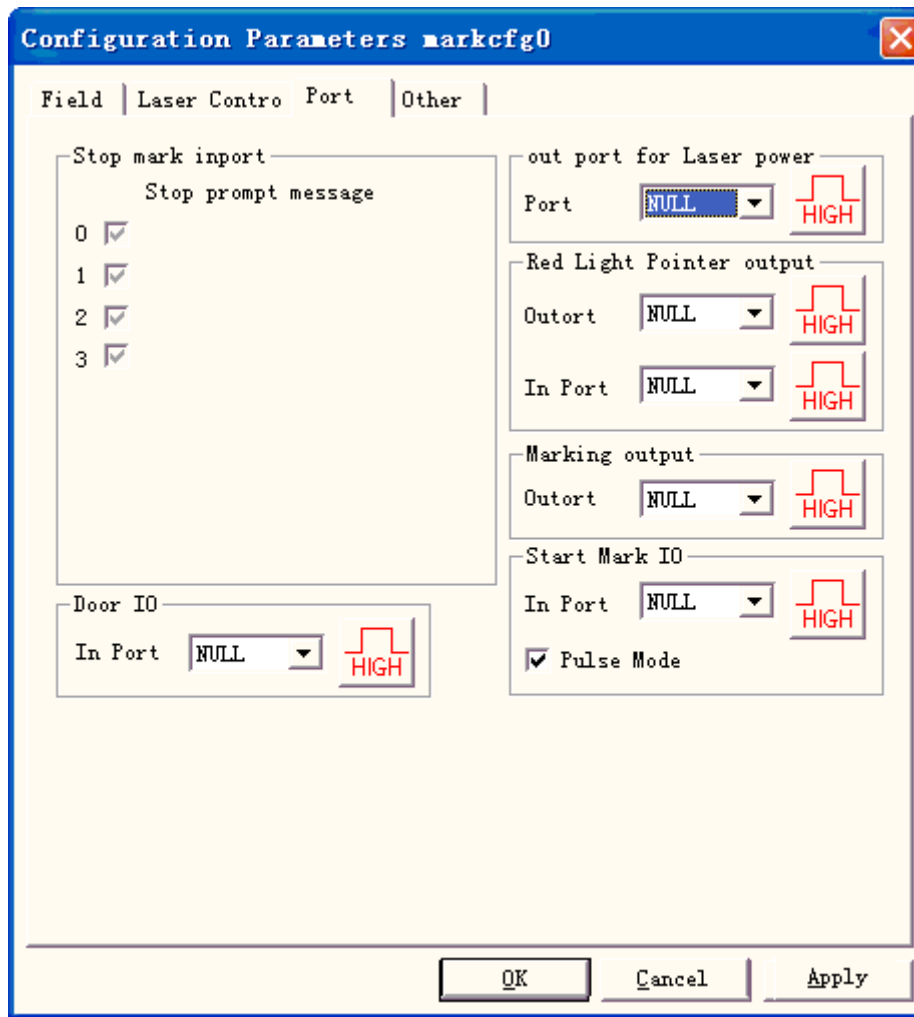 Configuration Parameters markcfg0
Field
Laser Contro
Port
Other
Stop mark inport
Stop prompt message
0
1
2
3
Door IO
In Port NULL HIGH
out port for Laser power
Port NULL HIGH
Red Light Pointer output
Outort NULL HIGH
In Port NULL HIGH
Marking output
Outort NULL HIGH
Start Mark IO
In Port NULL HIGH
Pulse Mode
OK
Cancel
Apply